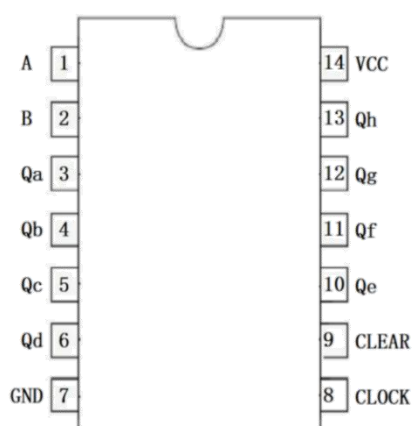 A 1 14 VCC
B 2 13 Qh
Qa 3 12 Qg
Qb 4 11 Qf
Qc 5 10 Qe
Qd 6 9 CLEAR
GND 7 8 CLOCK